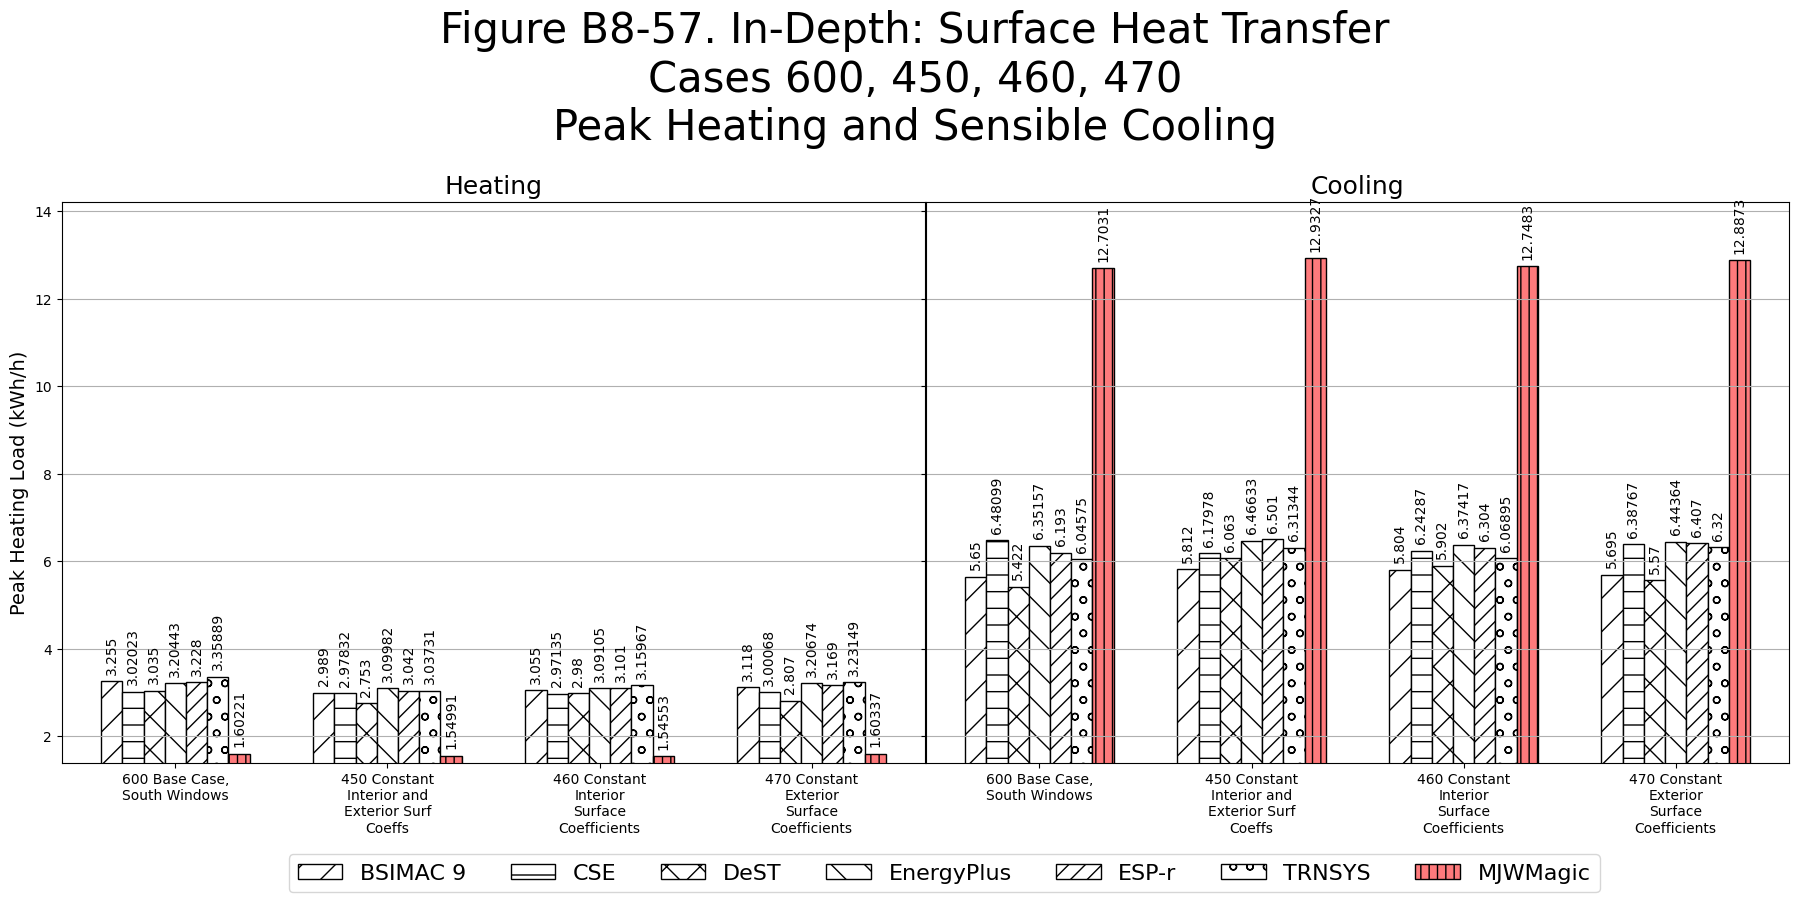 Figure B8-57. In-Depth: Surface Heat Transfer
Cases 600, 450, 460, 470
Peak Heating and Sensible Cooling
Heating
Cooling
Peak Heating Load (kWh/h)
14
12
10
8
6
4
2
3.255
3.02023
3.035
3.20443
3.228
3.35889
1.60221
2.989
2.97832
2.753
3.09982
3.042
3.03731
1.54991
3.055
2.97135
2.98
3.09105
3.101
3.15967
1.54553
3.118
3.00068
2.807
3.20674
3.169
3.23149
1.60337
5.65
6.48099
5.422
6.35157
6.193
6.04575
12.7031
5.812
6.17978
6.063
6.46633
6.501
6.31344
12.9327
5.804
6.24287
5.902
6.37417
6.304
6.06895
12.7483
5.695
6.38767
5.57
6.44364
6.407
6.32
12.8873
600 Base Case,
South Windows
450 Constant
Interior and
Exterior Surf
Coeffs
460 Constant
Interior
Surface
Coefficients
470 Constant
Exterior
Surface
Coefficients
600 Base Case,
South Windows
450 Constant
Interior and
Exterior Surf
Coeffs
460 Constant
Interior
Surface
Coefficients
470 Constant
Exterior
Surface
Coefficients
BSIMAC 9
CSE
DeST
EnergyPlus
ESP-r
TRNSYS
MJWMagic